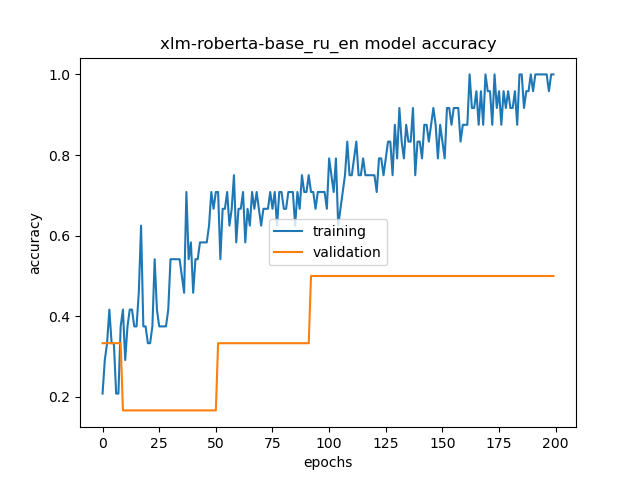 xlm-roberta-base_ru_en model accuracy
1.0
0.8
0.6
0.4
0.2
accuracy
training
validation
0 25 50 75 100 125 150 175 200
epochs